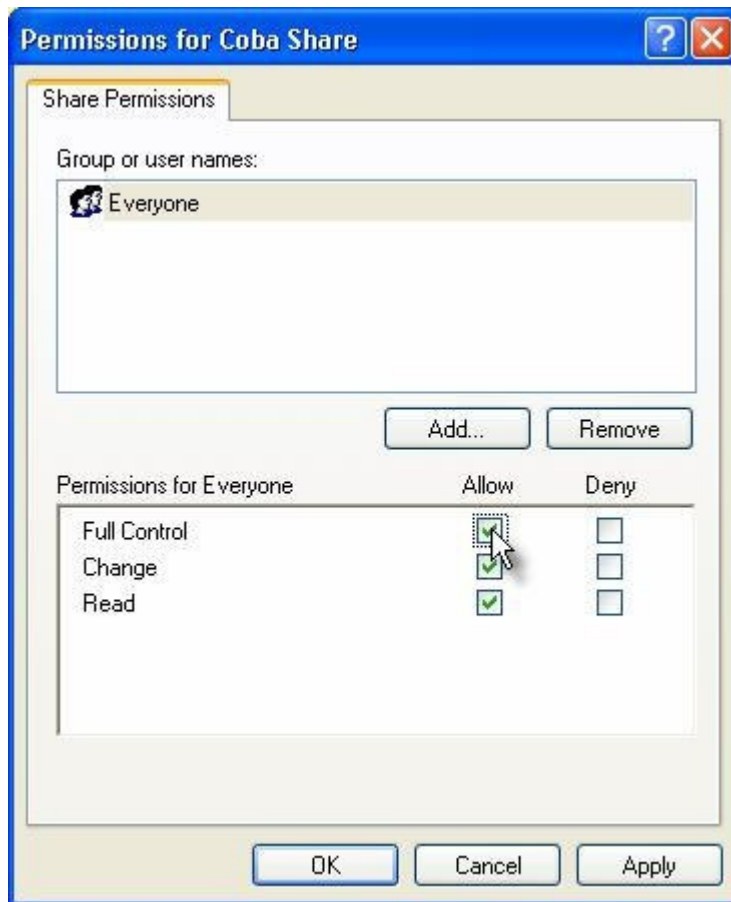 Permissions for Coba Share
Share Permissions
Group or user names:
Everyone
Add... Remove
Permissions for Everyone Allow Deny
Full Control
Change
Read
OK Cancel Apply